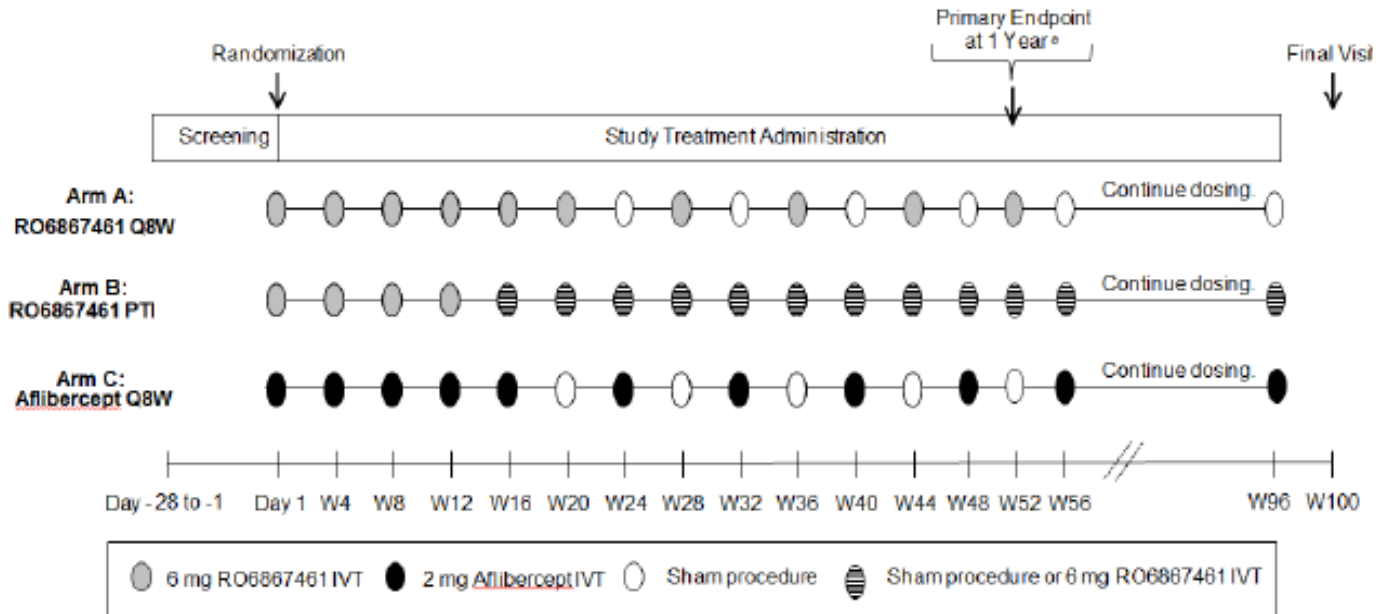 Primary Endpoint
at 1 Year a
Randomization
Final Visit
Screening
Study Treatment Administration
Arm A:
RO6867461 Q8W
Continue dosing.
Arm B:
RO6867461 PTI
Continue dosing.
Arm C:
Aflibercept Q8W
Continue dosing.
Day -28 to -1 Day 1 W4 W8 W12 W16 W20 W24 W28 W32 W36 W40 W44 W48 W52 W56 W96 W100
6 mg RO6867461 IVT 2 mg Aflibercept IVT Sham procedure Sham procedure or 6 mg RO6867461 IVT